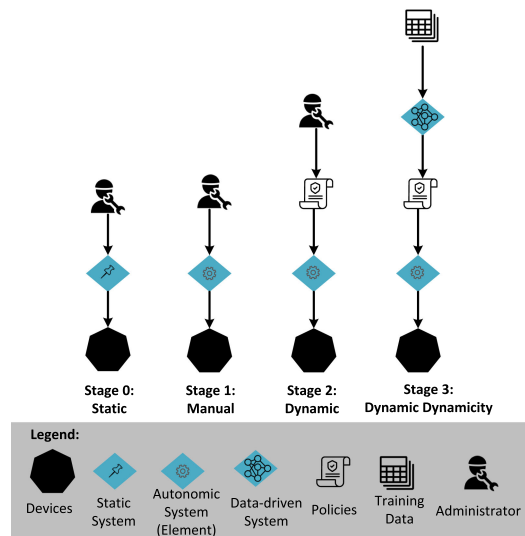 Stage 0:
Static
Stage 1:
Manual
Stage 2:
Dynamic
Stage 3:
Dynamic Dynamicity
Legend:
Devices
Static
System
Autonomic
System
(Element)
Data-driven
System
Policies
Training
Data
Administrator